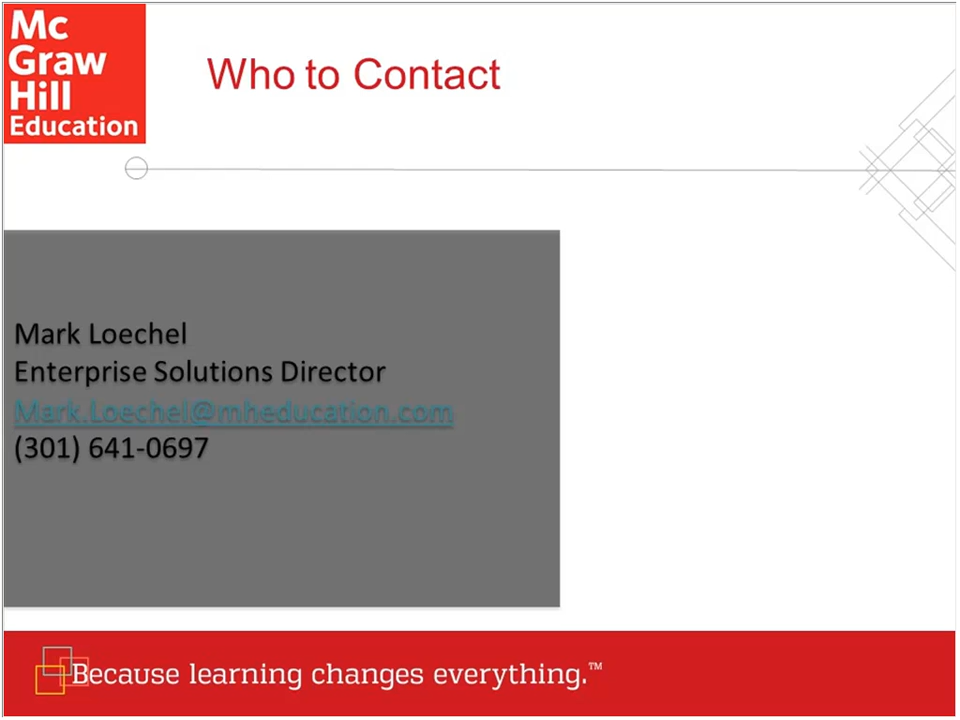 Mc
Graw
Hill
Education
Who to Contact
Mark Loechel
Enterprise Solutions Director
Mark.Loechel@mheducation.com
(301) 641-0697
Because learning changes everything.™